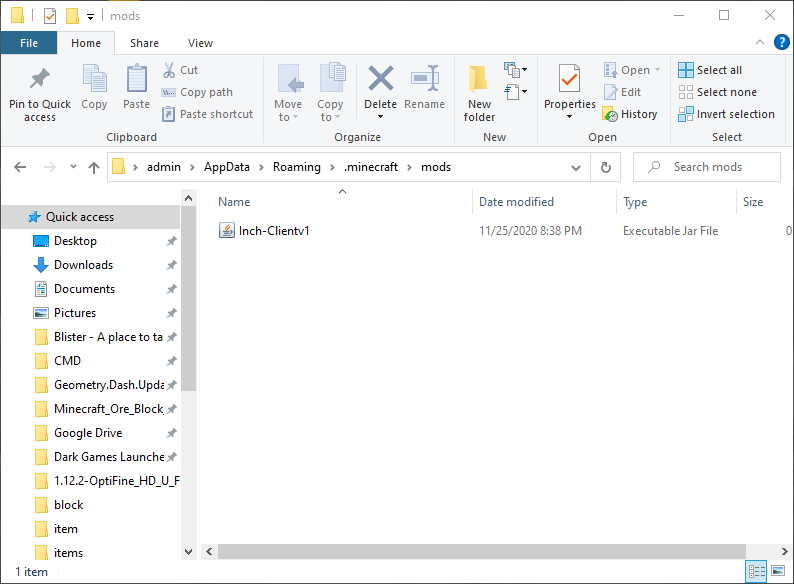 mods
File Home Share View
Pin to Quick access
Copy
Paste
Cut
Copy path
Paste shortcut
Move to
Copy to
Delete
Rename
New folder
Properties
Open
Edit
History
Select all
Select none
Invert selection
Clipboard Organize New Open Select
admin AppData Roaming .minecraft mods
Search mods
Name Date modified Type Size
Inch-Clientv1 11/25/2020 8:38 PM Executable Jar File 0
Quick access
Desktop
Downloads
Documents
Pictures
Blister - A place to ta
CMD
Geometry.Dash.Upda
Minecraft_Ore_Block_
Google Drive
Dark Games Launche
1.12.2-OptiFine_HD_U_F
block
item
items
1 item